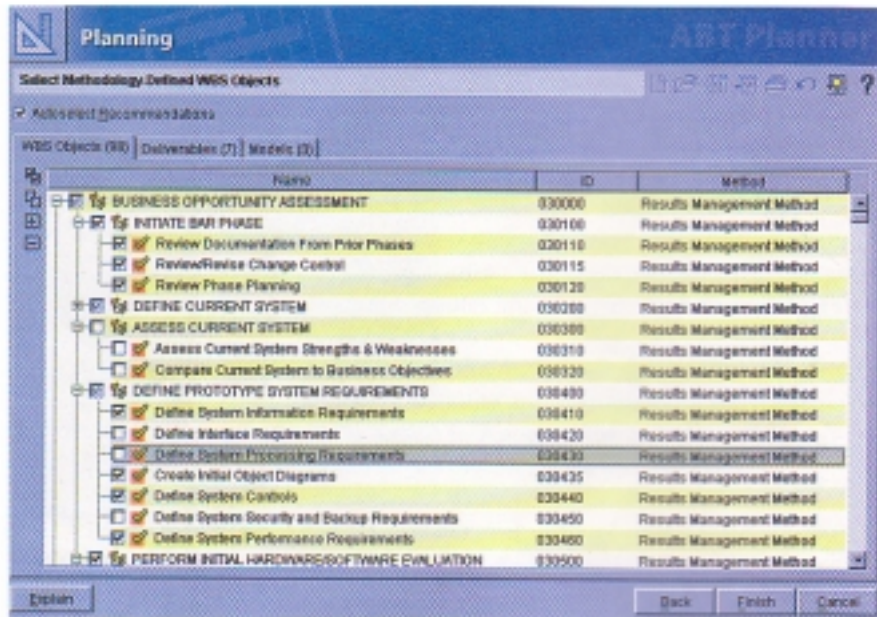 Planning
ABT Planner
Select Methodology-Defined WBS Objects
?
Autoselect Recommendations
WBS Objects (98) Deliverables (7) Models (0)
Name ID Method
BUSINESS OPPORTUNITY ASSESSMENT 030000 Results Management Method
INITIATE BAR PHASE 030100 Results Management Method
Review Documentation From Prior Phases 030110 Results Management Method
Review/Revise Change Control 030115 Results Management Method
Review Phase Planning 030120 Results Management Method
DEFINE CURRENT SYSTEM 030200 Results Management Method
ASSESS CURRENT SYSTEM 030300 Results Management Method
Assess Current System Strengths & Weaknesses 030310 Results Management Method
Compare Current System to Business Objectives 030320 Results Management Method
DEFINE PROTOTYPE SYSTEM REQUIREMENTS 030400 Results Management Method
Define System Information Requirements 030410 Results Management Method
Define Interface Requirements 030420 Results Management Method
Define System Processing Requirements 030430 Results Management Method
Create Initial Object Diagrams 030435 Results Management Method
Define System Controls 030440 Results Management Method
Define System Security and Backup Requirements 030450 Results Management Method
Define System Performance Requirements 030460 Results Management Method
PERFORM INITIAL HARDWARE/SOFTWARE EVALUATION 030500 Results Management Method
Explain Back Finish Cancel